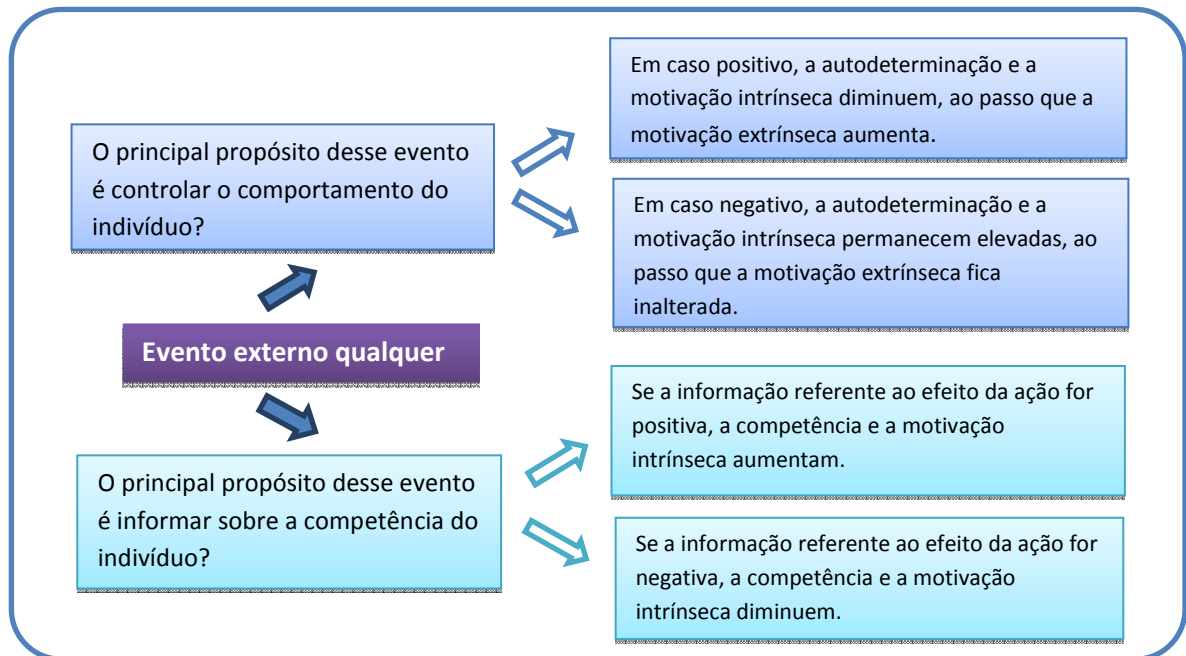 O principal propósito desse evento
é controlar o comportamento do
indivíduo?
Em caso positivo, a autodeterminação e a
motivação intrínseca diminuem, ao passo que a
motivação extrínseca aumenta.
Em caso negativo, a autodeterminação e a
motivação intrínseca permanecem elevadas, ao
passo que a motivação extrínseca fica
inalterada.
Evento externo qualquer
O principal propósito desse evento
é informar sobre a competência do
indivíduo?
Se a informação referente ao efeito da ação for
positiva, a competência e a motivação
intrínseca aumentam.
Se a informação referente ao efeito da ação for
negativa, a competência e a motivação
intrínseca diminuem.